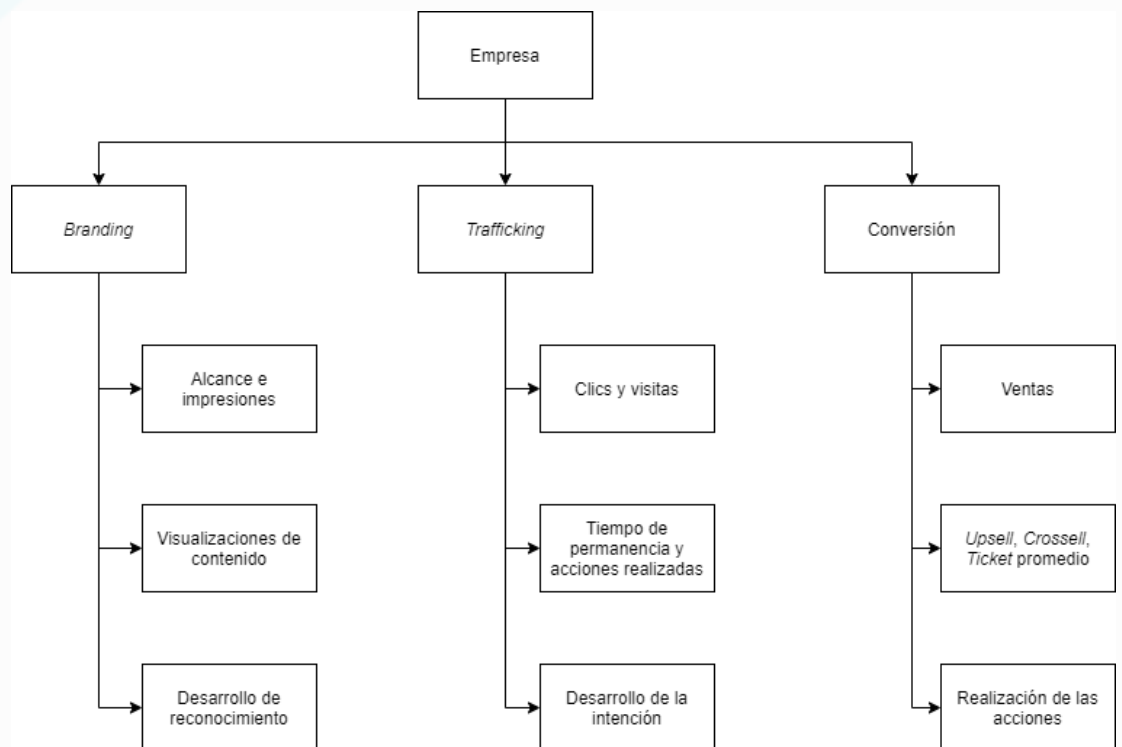 Empresa
Branding
Trafficking
Conversión
Alcance e
impresiones
Clics y visitas
Ventas
Visualizaciones de
contenido
Tiempo de
permanencia y
acciones realizadas
Upsell, Crossell,
Ticket promedio
Desarrollo de
reconocimiento
Desarrollo de la
intención
Realización de las
acciones